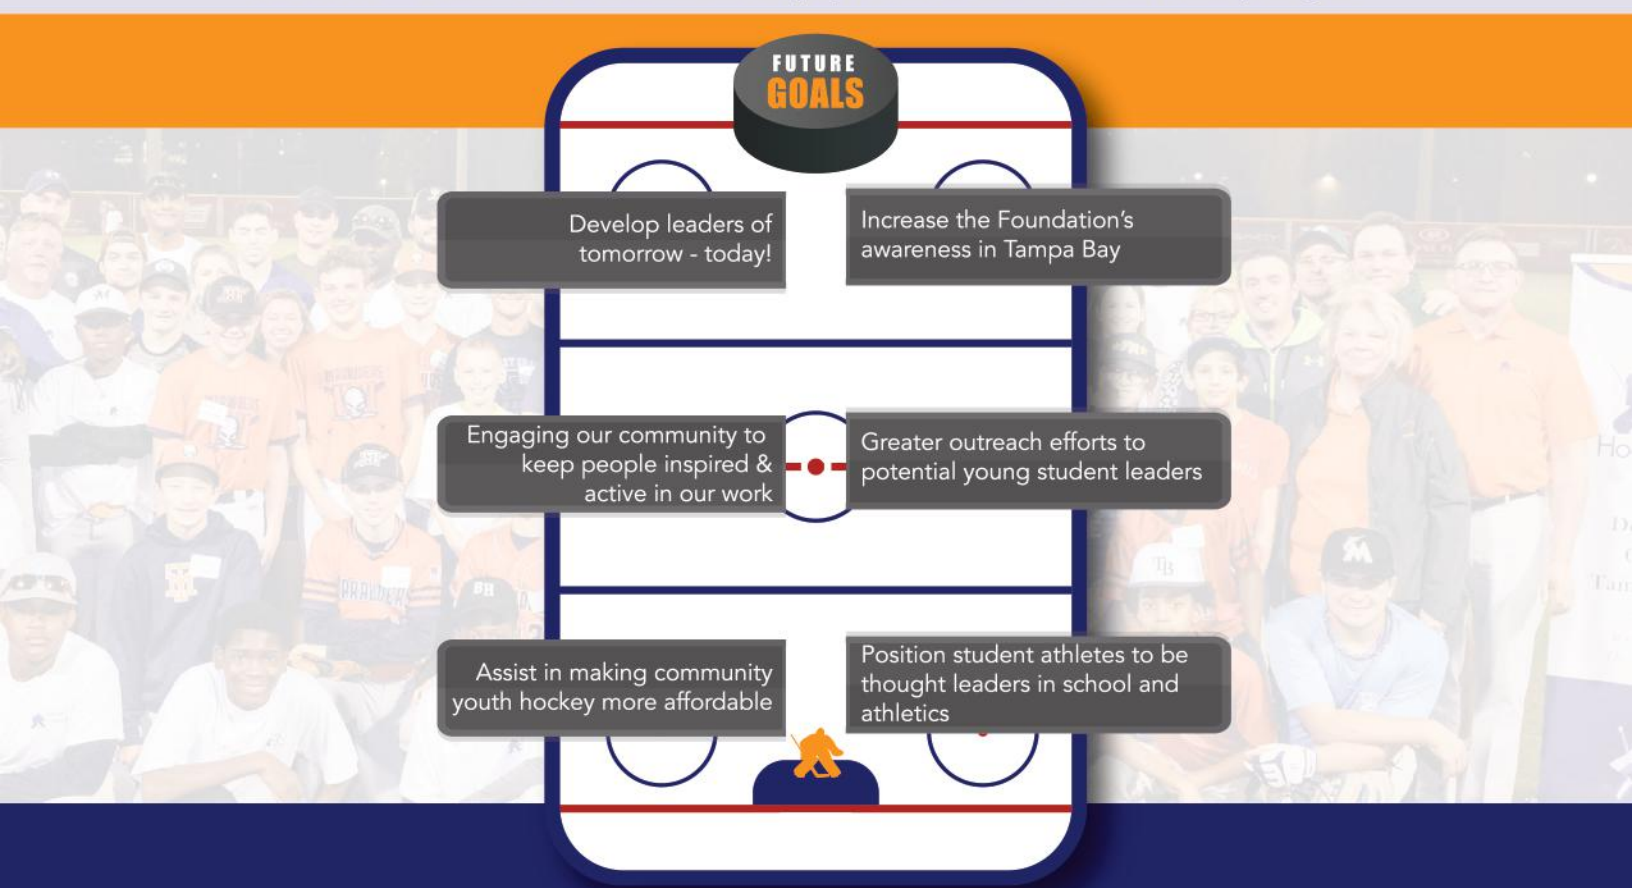 FUTURE
GOALS
Develop leaders of
tomorrow - today!
Increase the Foundation's
awareness in Tampa Bay
Engaging our community to
keep people inspired &
active in our work
Greater outreach efforts to
potential young student leaders
Assist in making community
youth hockey more affordable
Position student athletes to be
thought leaders in school and
athletics
BH
TB